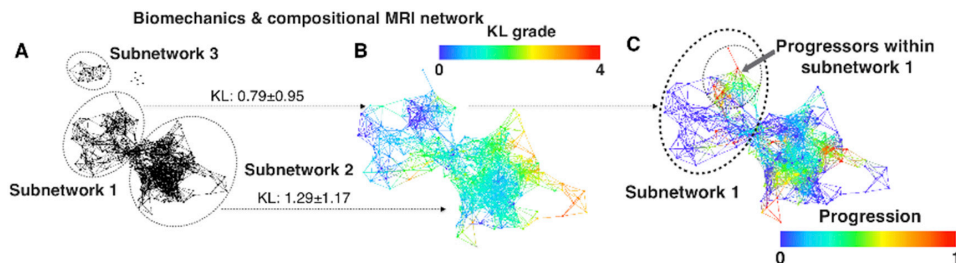 Biomechanics & compositional MRI network
A
Subnetwork 3
Subnetwork 1
Subnetwork 2
KL: 0.79±0.95
KL: 1.29±1.17
B
KL grade
0 4
C
Progressors within
subnetwork 1
Subnetwork 1
Progression
0 1